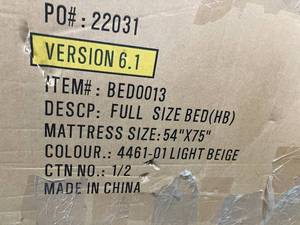 PO#: 22031
VERSION 6.1
ITEM#: BED0013
DESCP: FULL SIZE BED(HB)
MATTRESS SIZE: 54"X75"
COLOUR.: 4461-01 LIGHT BEIGE
CTN NO.: 1/2
MADE IN CHINA